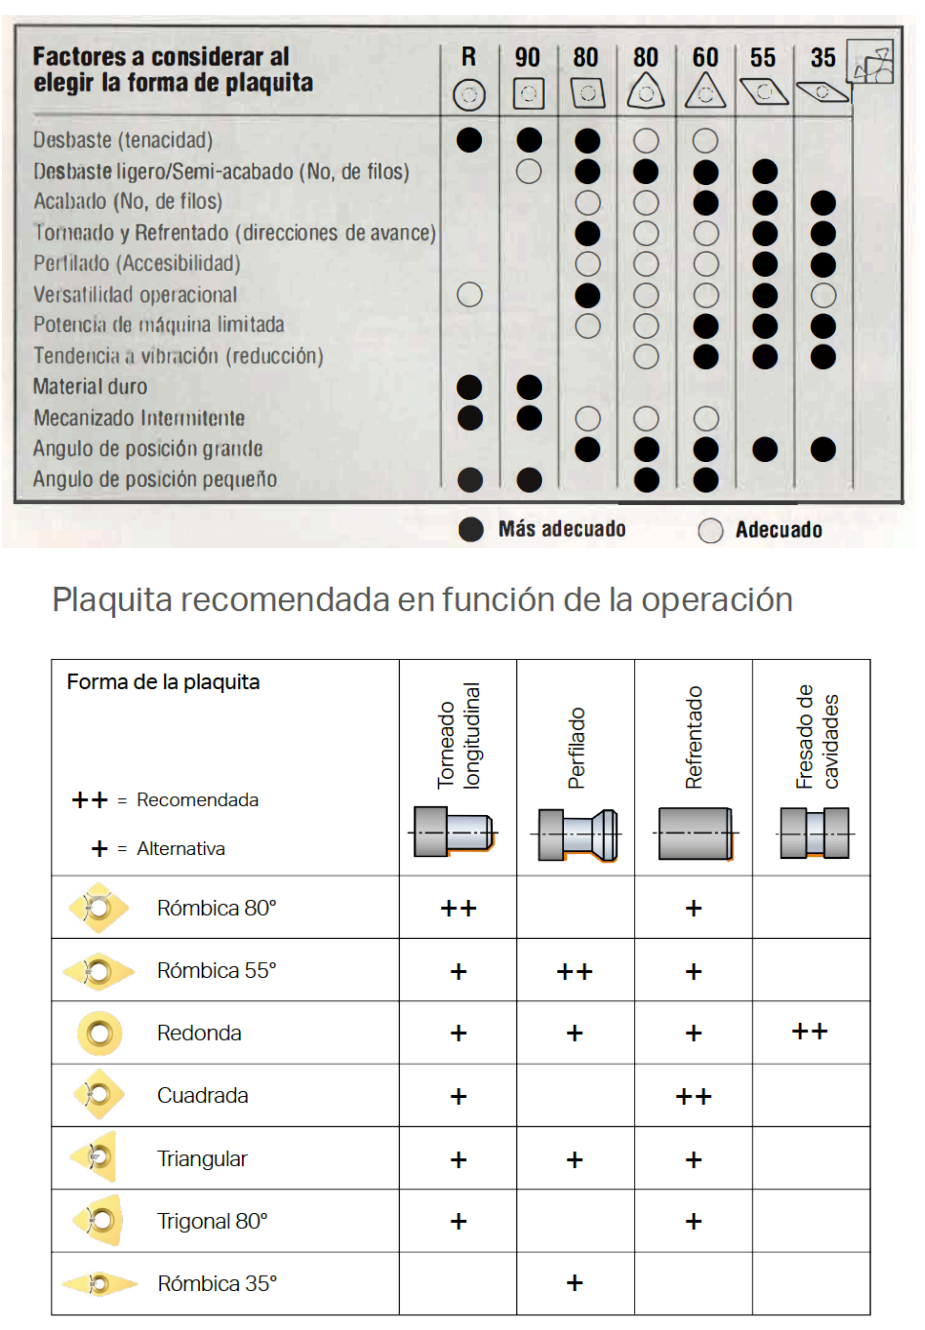 Factores a considerar al
elegir la forma de plaquita
R 90 80 80 60 55 35
Desbaste (tenacidad)
Desbaste ligero/Semi-acabado (No, de filos)
Acabado (No, de filos)
Torneado y Refrentado (direcciones de avance)
Perfilado (Accesibilidad)
Versatilidad operacional
Potencia de máquina limitada
Tendencia a vibración (reducción)
Material duro
Mecanizado Intermitente
Angulo de posición grande
Angulo de posición pequeño
Más adecuado Adecuado
Plaquita recomendada en función de la operación
Forma de la plaquita
Torneado
longitudinal
Perfilado
Refrentado
Fresado de
cavidades
++ = Recomendada
+ = Alternativa
Rómbica 80° ++ +
Rómbica 55° + ++ +
Redonda + + + ++
Cuadrada + ++
60°
Triangular + + +
Trigonal 80° + +
Rómbica 35° +